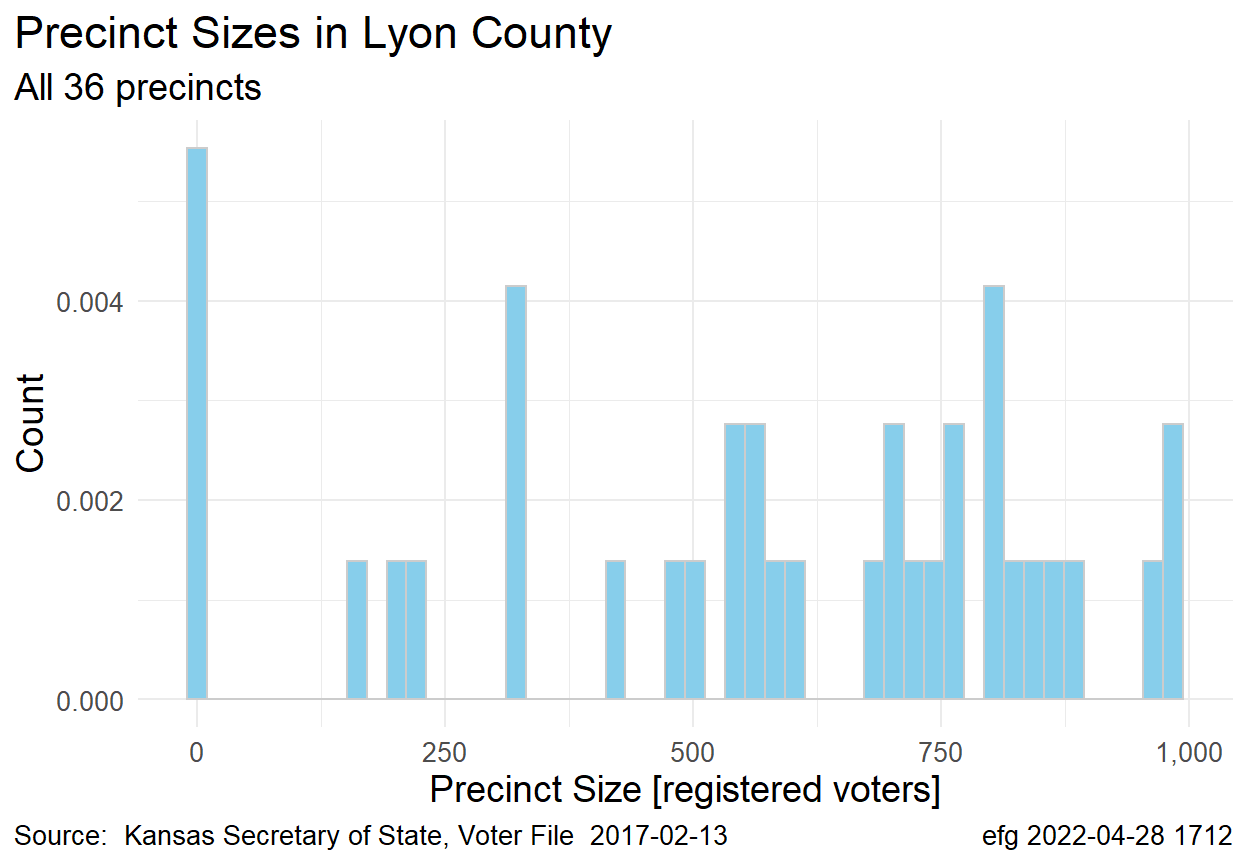 Precinct Sizes in Lyon County
All 36 precincts
Count
0.004
0.002
0.000
0 250 500 750 1,000
Precinct Size [registered voters]
Source:  Kansas Secretary of State, Voter File  2017-02-13
efg 2022-04-28 1712